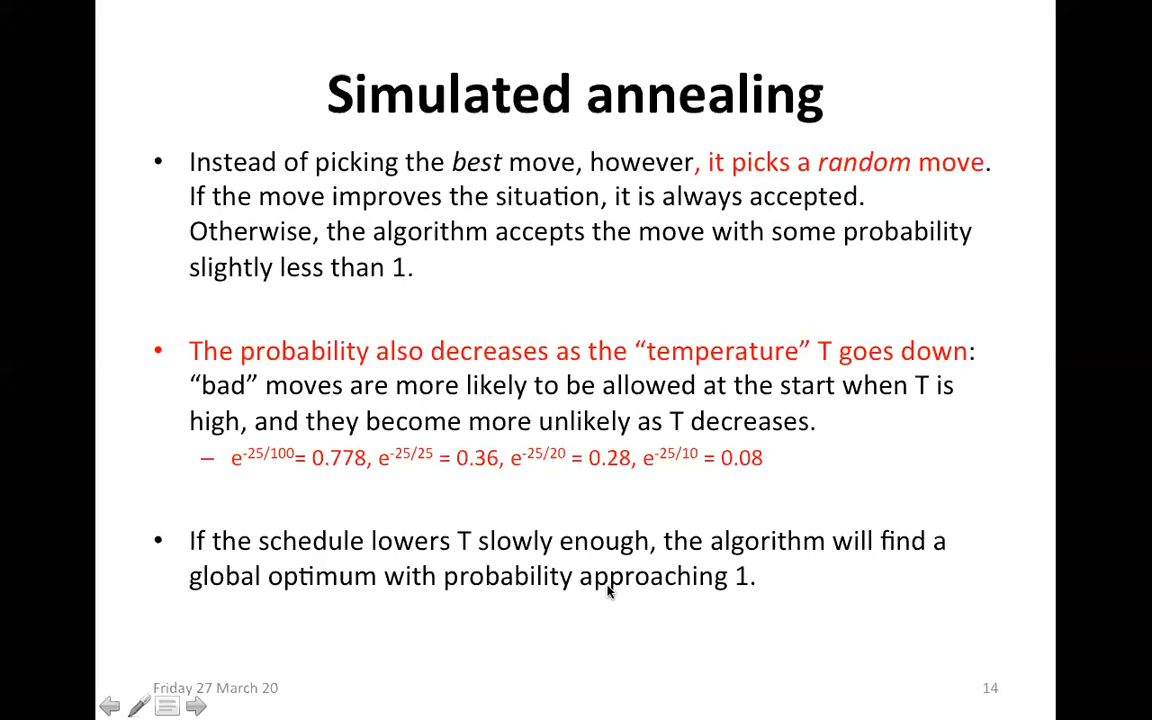 Simulated annealing
• Instead of picking the best move, however, it picks a random move.
If the move improves the situation, it is always accepted.
Otherwise, the algorithm accepts the move with some probability
slightly less than 1.
• The probability also decreases as the “temperature” T goes down:
“bad” moves are more likely to be allowed at the start when T is
high, and they become more unlikely as T decreases.
– e^-25/100= 0.778, e^-25/25 = 0.36, e^-25/20 = 0.28, e^-25/10 = 0.08
• If the schedule lowers T slowly enough, the algorithm will find a
global optimum with probability approaching 1.
Friday 27 March 20
14